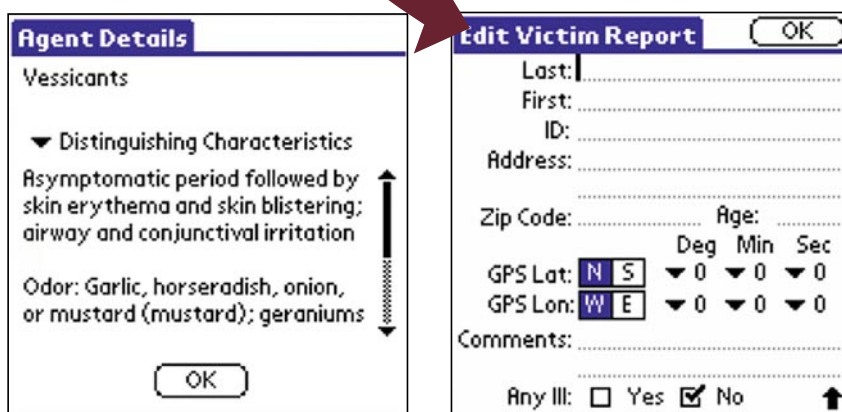 Agent Details
Vessicants
Distinguishing Characteristics
Asymptomatic period followed by
skin erythema and skin blistering;
airway and conjunctival irritation
Odor: Garlic, horseradish, onion,
or mustard (mustard); geraniums
OK
Edit Victim Report OK
Last:
First:
ID:
Address:
Zip Code: Age:
Deg Min Sec
GPS Lat: N S 0 0 0
GPS Lon: W E 0 0 0
Comments:
Any Ill: Yes No